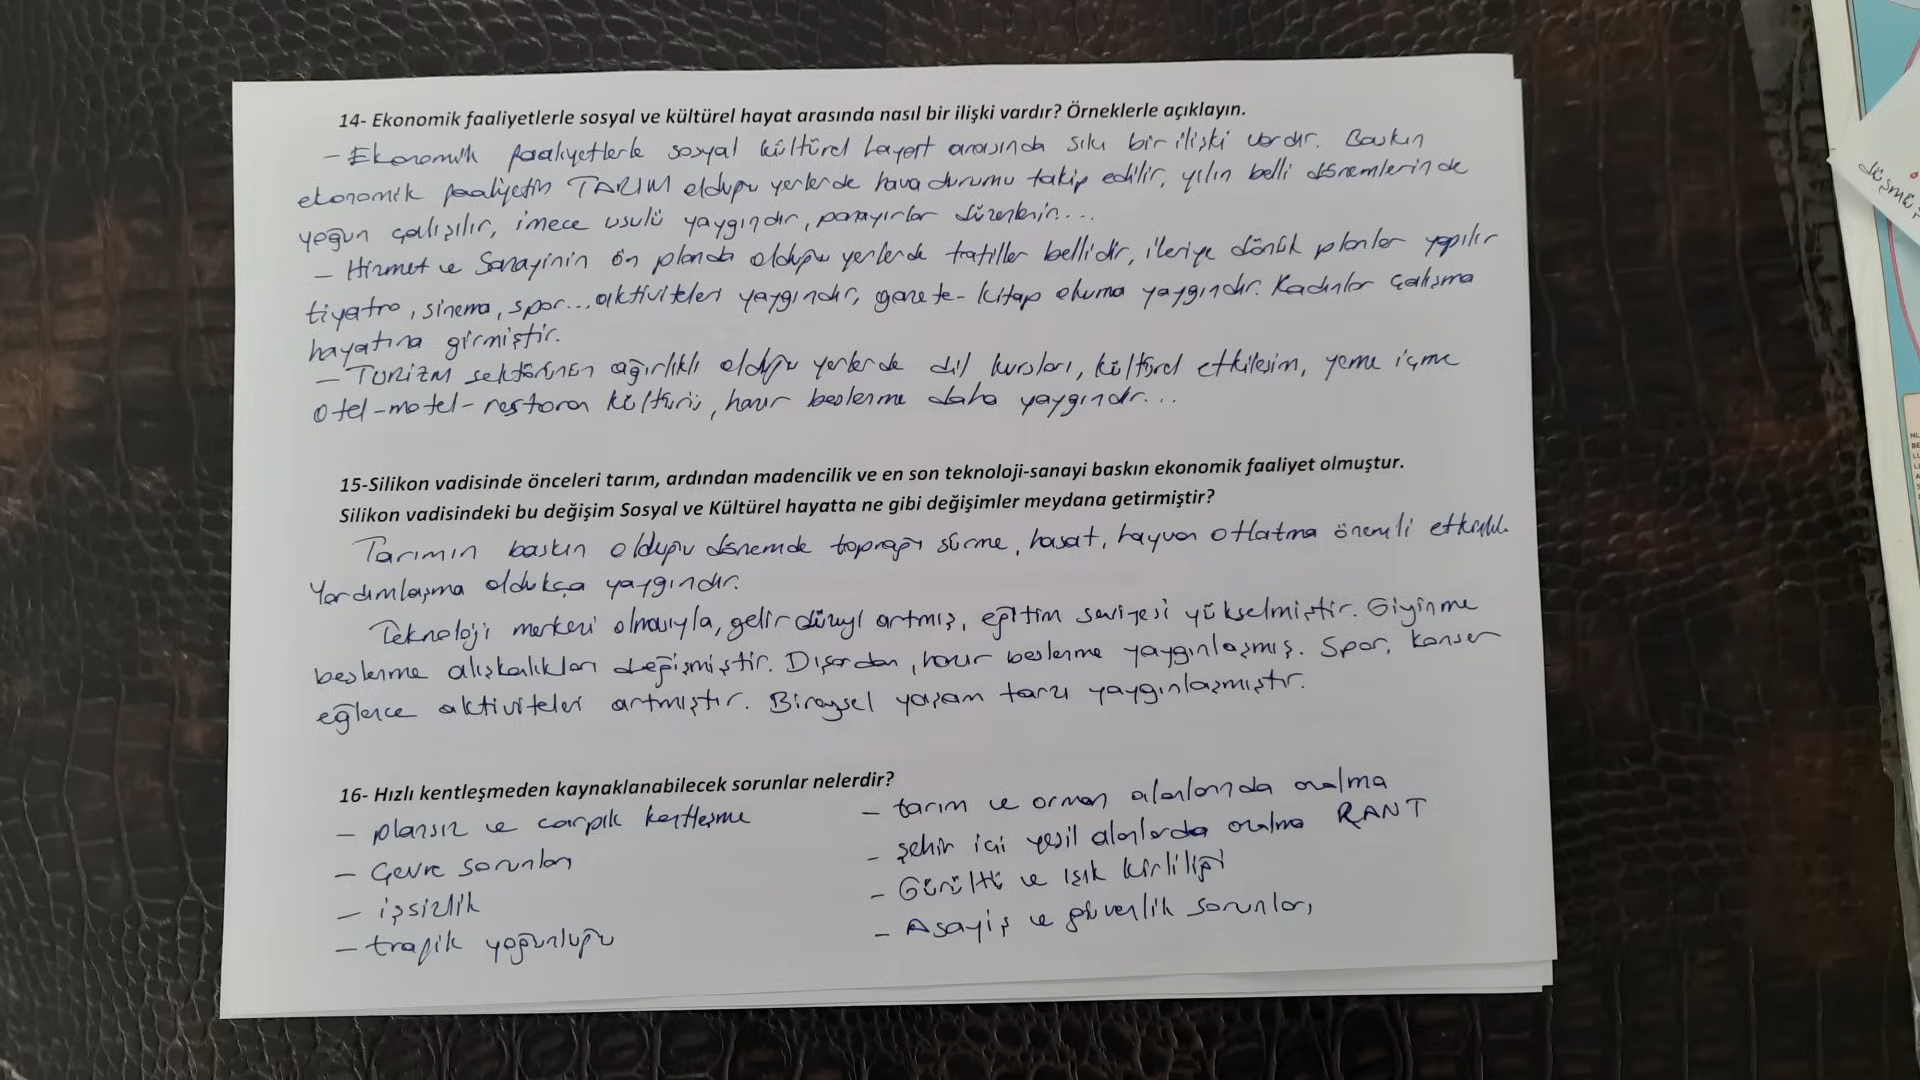 14- Ekonomik faaliyetlerle sosyal ve kültürel hayat arasında nasıl bir ilişki vardır? Örneklerle açıklayın.
- Ekonomik faaliyetlerle sosyal kültürel hayat arasında sıkı bir ilişki vardır. Baskın
ekonomik faaliyetin TARIM olduğu yerlerde hava durumu takip edilir, yılın belli dönemlerinde
yoğun çalışılır, imece usulü yaygındır, panayırlar düzenlenir...
- Hizmet ve Sanayinin ön planda olduğu yerlerde tatiller bellidir, ileriye dönük planlar yapılır
tiyatro, sinema, spor... aktiviteleri yaygındır, gazete-kitap okuma yaygındır. Kadınlar çalışma
hayatına girmiştir.
- TURİZM sektörünün ağırlıklı olduğu yerlerde dil kursları, kültürel etkileşim, yeme içme
otel-motel-restoran kültürü, hazır beslenme daha yaygındır...
15-Silikon vadisinde önceleri tarım, ardından madencilik ve en son teknoloji-sanayi baskın ekonomik faaliyet olmuştur.
Silikon vadisindeki bu değişim Sosyal ve Kültürel hayatta ne gibi değişimler meydana getirmiştir?
Tarımın baskın olduğu dönemde toprağı sürme, hasat, hayvan otlatma önemli
Yardımlaşma oldukça yaygındır.
Teknoloji merkezi olmasıyla, gelir düzeyi artmış, eğitim seviyesi yükselmiştir. Giyinme
beslenme alışkanlıkları değişmiştir. Dışardan, hazır beslenme yaygınlaşmış. Spor, konser
eğlence aktiviteleri artmıştır. Bireysel yaşam tarzı yaygınlaşmıştır.
16- Hızlı kentleşmeden kaynaklanabilecek sorunlar nelerdir?
- plansız ve çarpık kentleşme
- Çevre sorunları
- işsizlik
- trafik yoğunluğu
- tarım ve orman alanlarında azalma
- şehir içi yeşil alanlarda azalma RANT
- Gürültü ve ışık kirliliği
- Asayiş ve güvenlik sorunları
düşme